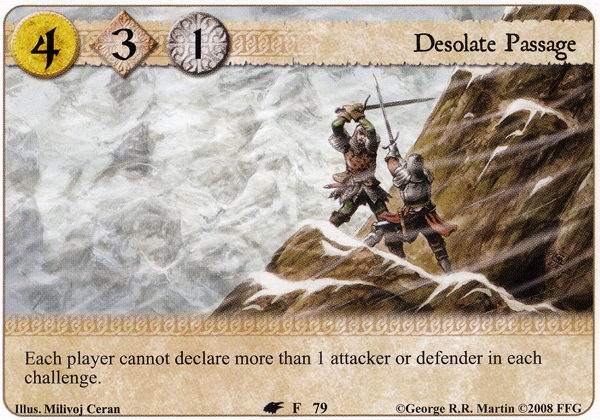 4 3 1 Desolate Passage
Each player cannot declare more than 1 attacker or defender in each
challenge.
Illus. Milivoj Ceran F 79 ©George R.R. Martin ©2008 FFG